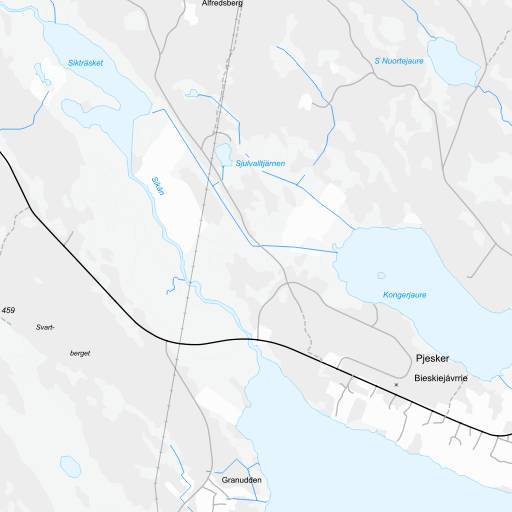 Alfredsberg
Sikträsket
S Nuortejaure
Sjulvalltjärnen
Sikån
Kongerjaure
459
Svart-
berget
Pjesker
Bieskiejávrrie
Granudden